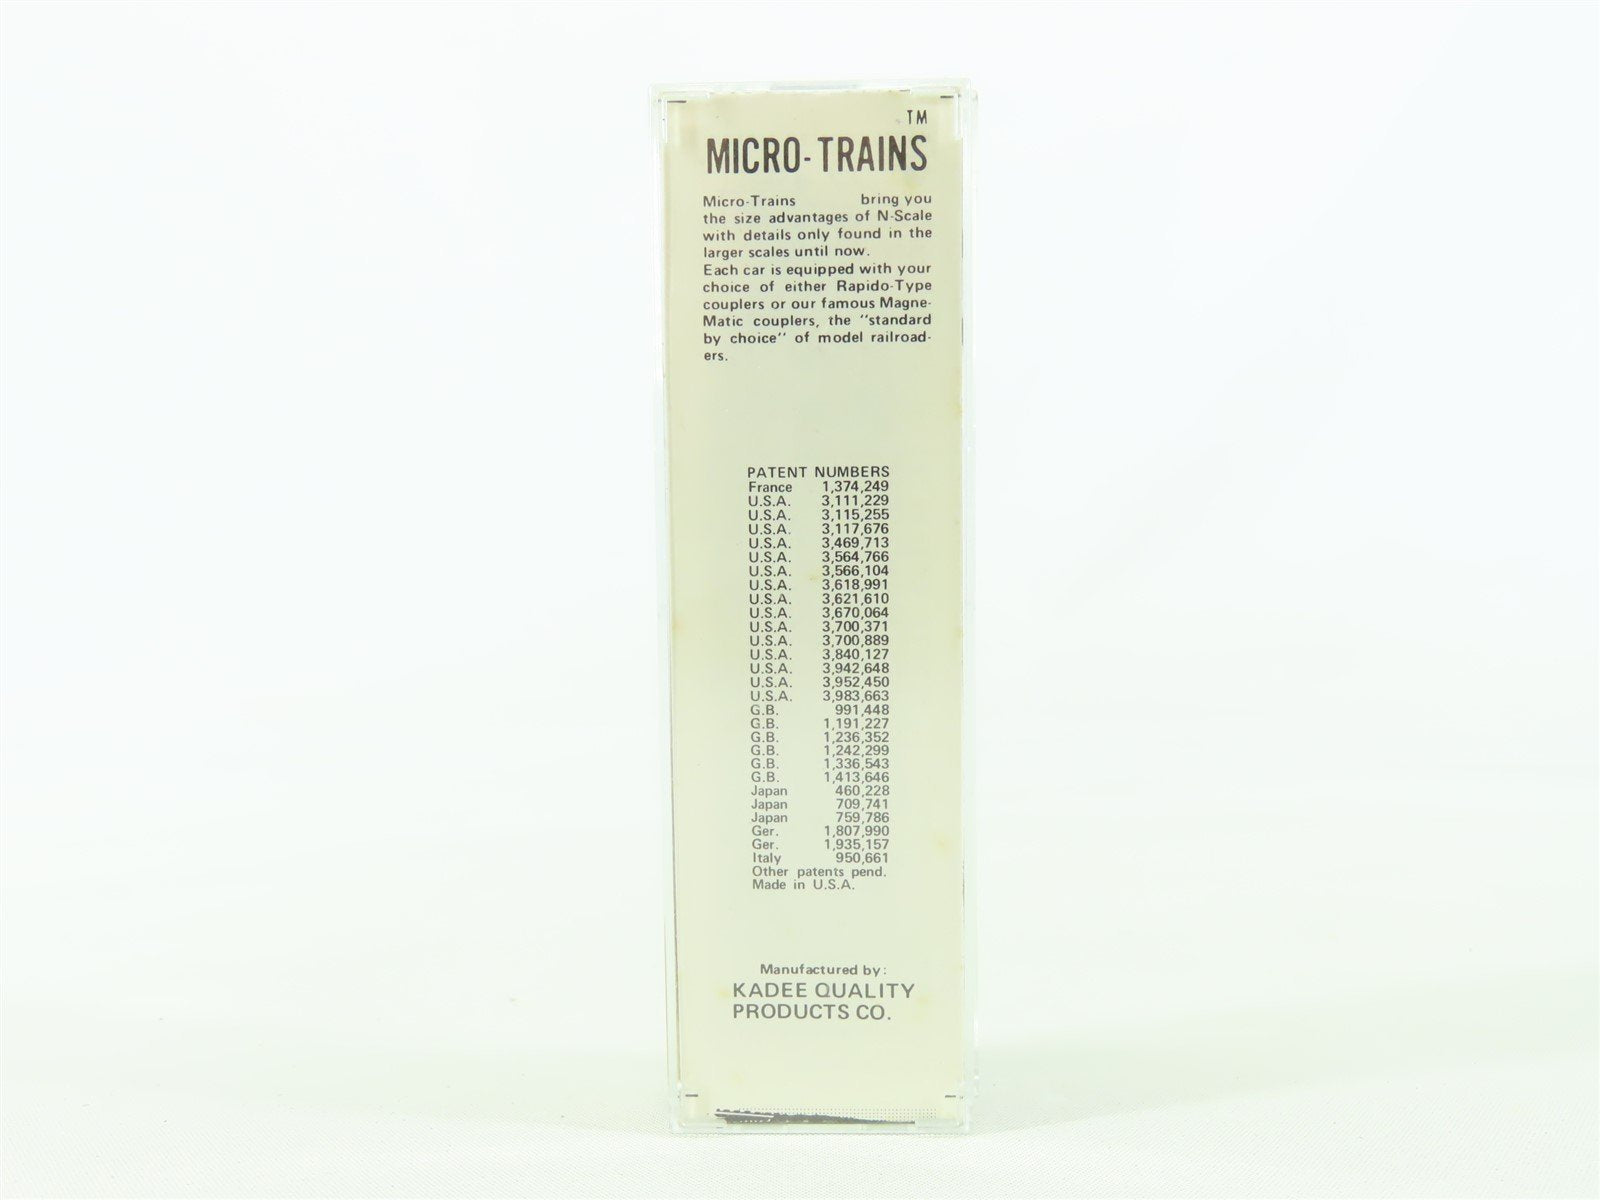 TM
MICRO-TRAINS
Micro-Trains bring you
the size advantages of N-Scale
with details only found in the
larger scales until now.
Each car is equipped with your
choice of either Rapido-Type
couplers or our famous Magne-
Matic couplers, the "standard
by choice" of model railroad-
ers.
PATENT NUMBERS
France 1,374,249
U.S.A. 3,111,229
U.S.A. 3,115,255
U.S.A. 3,117,676
U.S.A. 3,469,713
U.S.A. 3,564,766
U.S.A. 3,566,104
U.S.A. 3,618,991
U.S.A. 3,621,610
U.S.A. 3,670,064
U.S.A. 3,700,371
U.S.A. 3,700,889
U.S.A. 3,840,127
U.S.A. 3,942,648
U.S.A. 3,952,450
U.S.A. 3,983,663
G.B. 991,448
G.B. 1,191,227
G.B. 1,236,352
G.B. 1,242,299
G.B. 1,336,543
G.B. 1,413,646
Japan 460,228
Japan 709,741
Japan 759,786
Ger. 1,807,990
Ger. 1,935,157
Italy 950,661
Other patents pend.
Made in U.S.A.
Manufactured by:
KADEE QUALITY
PRODUCTS CO.